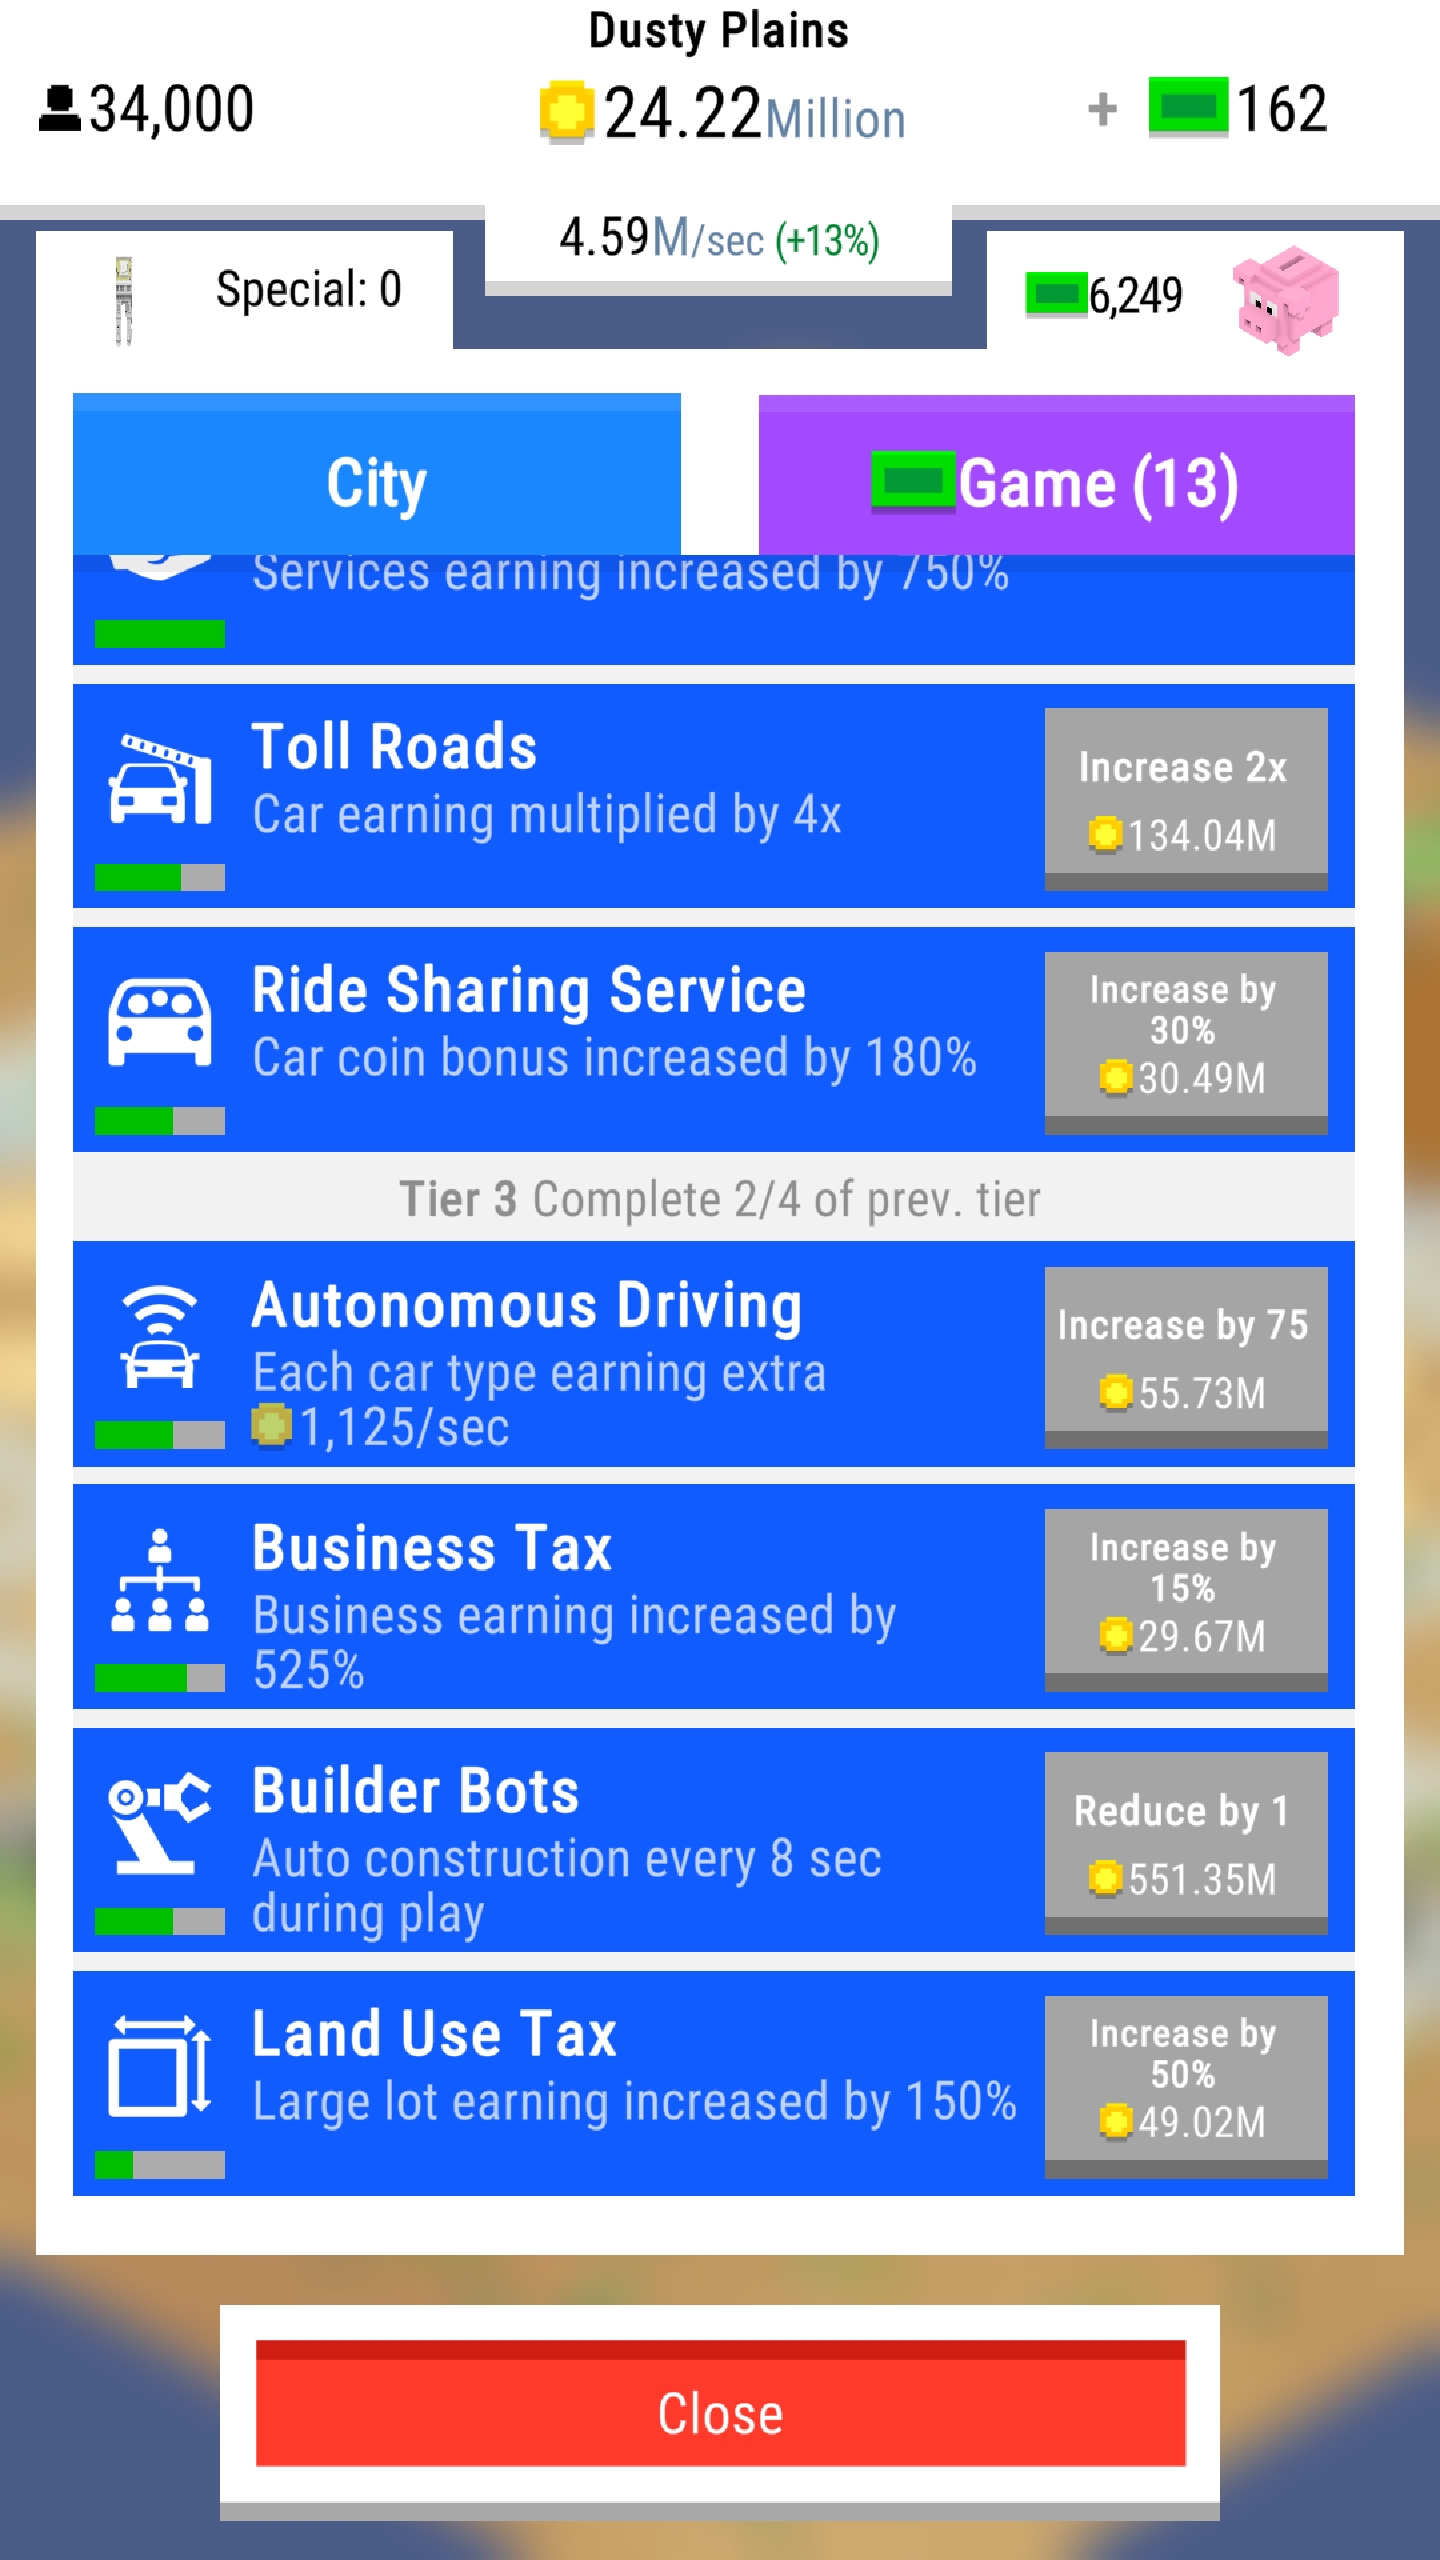 Dusty Plains
34,000
24.22Million
+ 162
4.59M/sec (+13%)
Special: 0
6,249
City
Game (13)
Services earning increased by 750%
Toll Roads
Car earning multiplied by 4x
Increase 2x
134.04M
Ride Sharing Service
Car coin bonus increased by 180%
Increase by
30%
30.49M
Tier 3 Complete 2/4 of prev. tier
Autonomous Driving
Each car type earning extra
1,125/sec
Increase by 75
55.73M
Business Tax
Business earning increased by
525%
Increase by
15%
29.67M
Builder Bots
Auto construction every 8 sec
during play
Reduce by 1
551.35M
Land Use Tax
Large lot earning increased by 150%
Increase by
50%
49.02M
Close